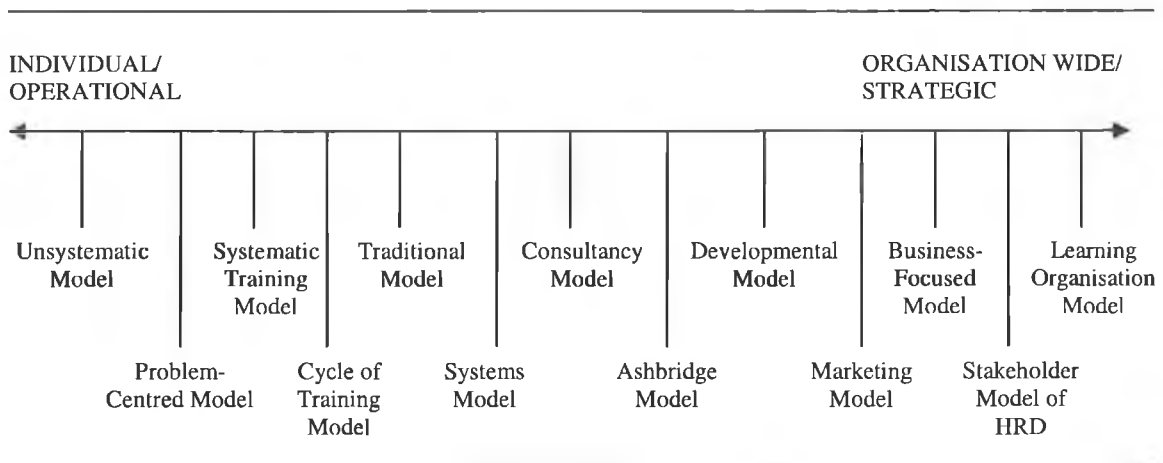 INDIVIDUAL/
OPERATIONAL
ORGANISATION WIDE/
STRATEGIC
Unsystematic
Model
Systematic
Training
Model
Traditional
Model
Consultancy
Model
Developmental
Model
Business-
Focused
Model
Learning
Organisation
Model
Problem-
Centred Model
Cycle of
Training
Model
Systems
Model
Ashbridge
Model
Marketing
Model
Stakeholder
Model of
HRD